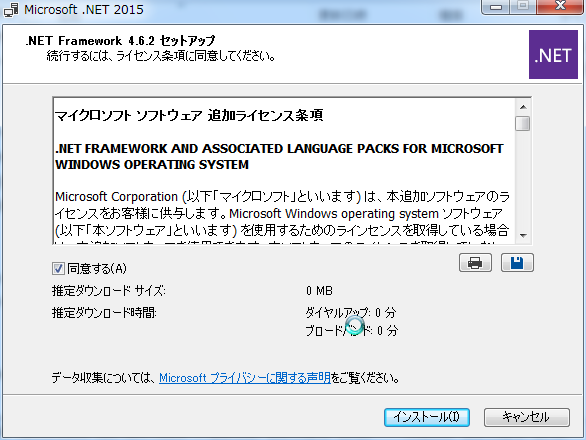 Microsoft .NET 2015
.NET Framework 4.6.2 セットアップ
続行するには、ライセンス条項に同意してください。
.NET
マイクロソフト ソフトウェア 追加ライセンス条項
.NET FRAMEWORK AND ASSOCIATED LANGUAGE PACKS FOR MICROSOFT
WINDOWS OPERATING SYSTEM
Microsoft Corporation (以下「マイクロソフト」といいます) は、本追加ソフトウェアのラ
イセンスをお客様に供与します。Microsoft Windows operating system ソフトウェア
(以下「本ソフトウェア」といいます) を使用するためのラインセンスを取得している場合
同意する(A)
推定ダウンロード サイズ: 0 MB
推定ダウンロード時間: ダイヤルアップ: 0 分
ブロードバンド: 0 分
データ収集については、Microsoft プライバシーに関する声明をご覧ください。
インストール(I) キャンセル